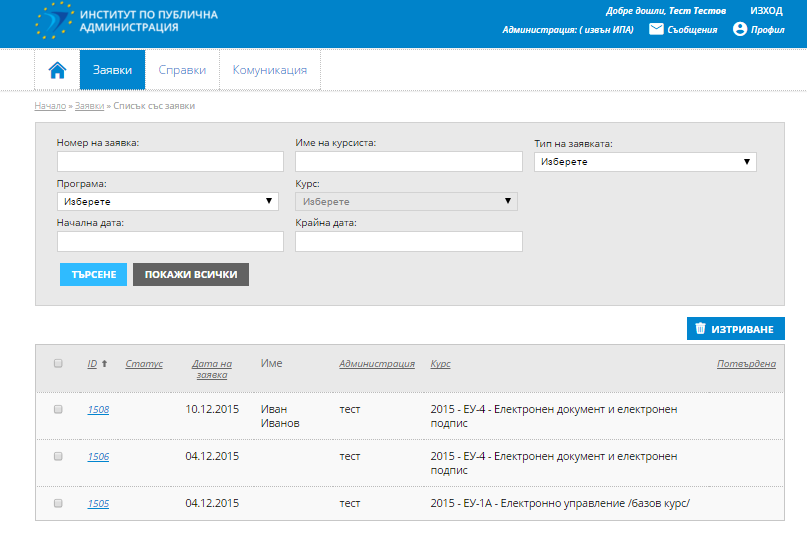 ИНСТИТУТ ПО ПУБЛИЧНА
АДМИНИСТРАЦИЯ
Добре дошли, Тест Тестов ИЗХОД
Администрация: ( извън ИПА) Съобщения Профил
Заявки Справки Комуникация
Начало » Заявки » Списък със заявки
Номер на заявка: Име на курсиста: Тип на заявката:
Изберете
Програма: Курс:
Изберете Изберете
Начална дата: Крайна дата:
ТЪРСЕНЕ ПОКАЖИ ВСИЧКИ
ИЗТРИВАНЕ
ID Статус Дата на Име Администрация Курс Потвърдена
заявка
1508 10.12.2015 Иван тест 2015 - ЕУ-4 - Електронен документ и електронен
Иванов подпис
1506 04.12.2015 тест 2015 - ЕУ-4 - Електронен документ и електронен
подпис
1505 04.12.2015 тест 2015 - ЕУ-1А - Електронно управление /базов курс/